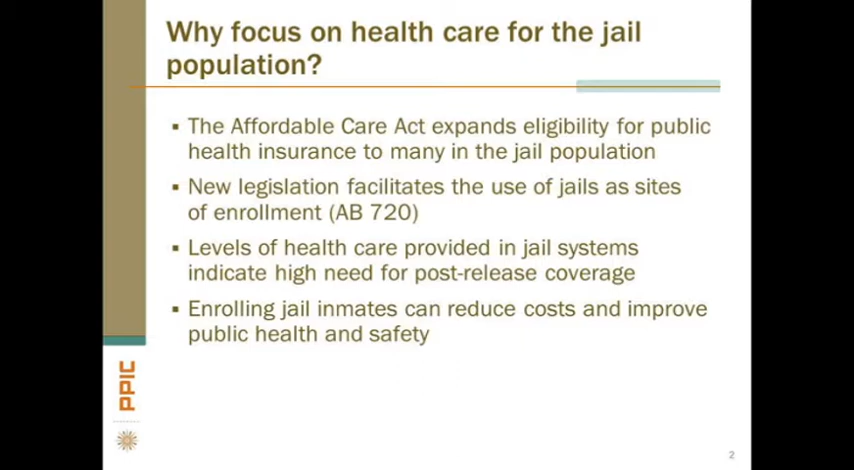 Why focus on health care for the jail
population?
▪ The Affordable Care Act expands eligibility for public
health insurance to many in the jail population
▪ New legislation facilitates the use of jails as sites
of enrollment (AB 720)
▪ Levels of health care provided in jail systems
indicate high need for post-release coverage
▪ Enrolling jail inmates can reduce costs and improve
public health and safety
PPIC
2